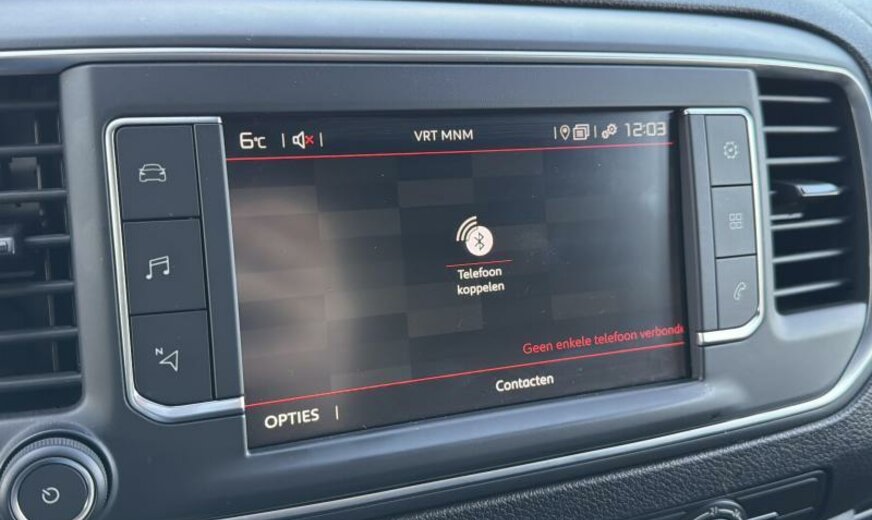 6°C VRT MNM 12:03
Telefoon
koppelen
Geen enkele telefoon verbonde
Contacten
OPTIES
N